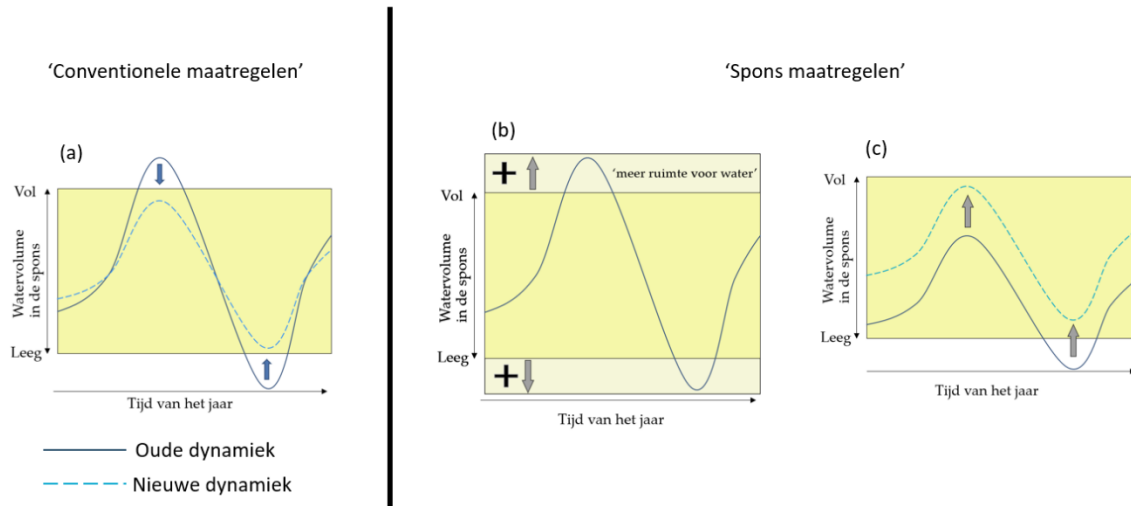 ‘Conventionele maatregelen’
‘Spons maatregelen’
(a)
Vol
Watervolume
in de spons
Leeg
Tijd van het jaar
Oude dynamiek
Nieuwe dynamiek
(b)
+
‘meer ruimte voor water’
Vol
Watervolume
in de spons
Leeg
+
Tijd van het jaar
(c)
Vol
Watervolume
in de spons
Leeg
Tijd van het jaar